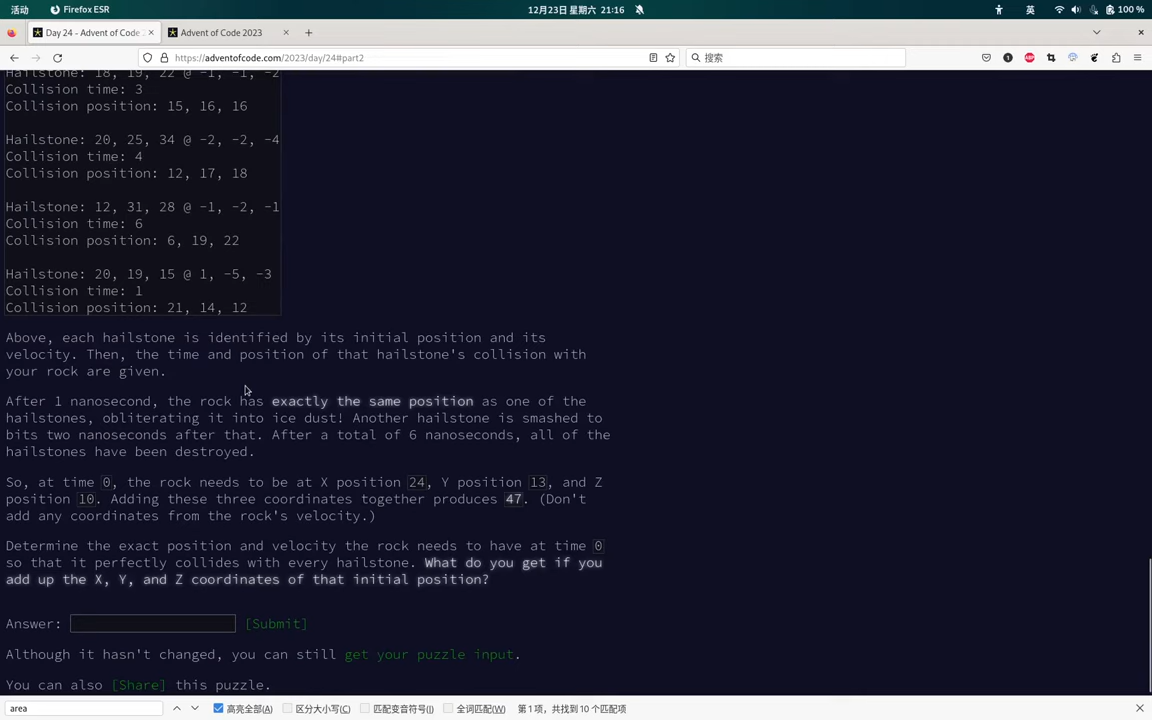 活动
Firefox ESR
12月23日 星期六 21:16
英
100 %
Day 24 - Advent of Code
Advent of Code 2023
https://adventofcode.com/2023/day/24#part2
搜索
Hailstone: 18, 19, 22 @ -1, -1, -2
Collision time: 3
Collision position: 15, 16, 16
Hailstone: 20, 25, 34 @ -2, -2, -4
Collision time: 4
Collision position: 12, 17, 18
Hailstone: 12, 31, 28 @ -1, -2, -1
Collision time: 6
Collision position: 6, 19, 22
Hailstone: 20, 19, 15 @ 1, -5, -3
Collision time: 1
Collision position: 21, 14, 12
Above, each hailstone is identified by its initial position and its
velocity. Then, the time and position of that hailstone's collision with
your rock are given.
After 1 nanosecond, the rock has exactly the same position as one of the
hailstones, obliterating it into ice dust! Another hailstone is smashed to
bits two nanoseconds after that. After a total of 6 nanoseconds, all of the
hailstones have been destroyed.
So, at time 0, the rock needs to be at X position 24, Y position 13, and Z
position 10. Adding these three coordinates together produces 47. (Don't
add any coordinates from the rock's velocity.)
Determine the exact position and velocity the rock needs to have at time 0
so that it perfectly collides with every hailstone. What do you get if you
add up the X, Y, and Z coordinates of that initial position?
Answer: [Submit]
Although it hasn't changed, you can still get your puzzle input.
You can also [Share] this puzzle.
area
高亮全部(A)
区分大小写(C)
匹配变音符号(I)
全词匹配(W)
第 1 项，共找到 10 个匹配项